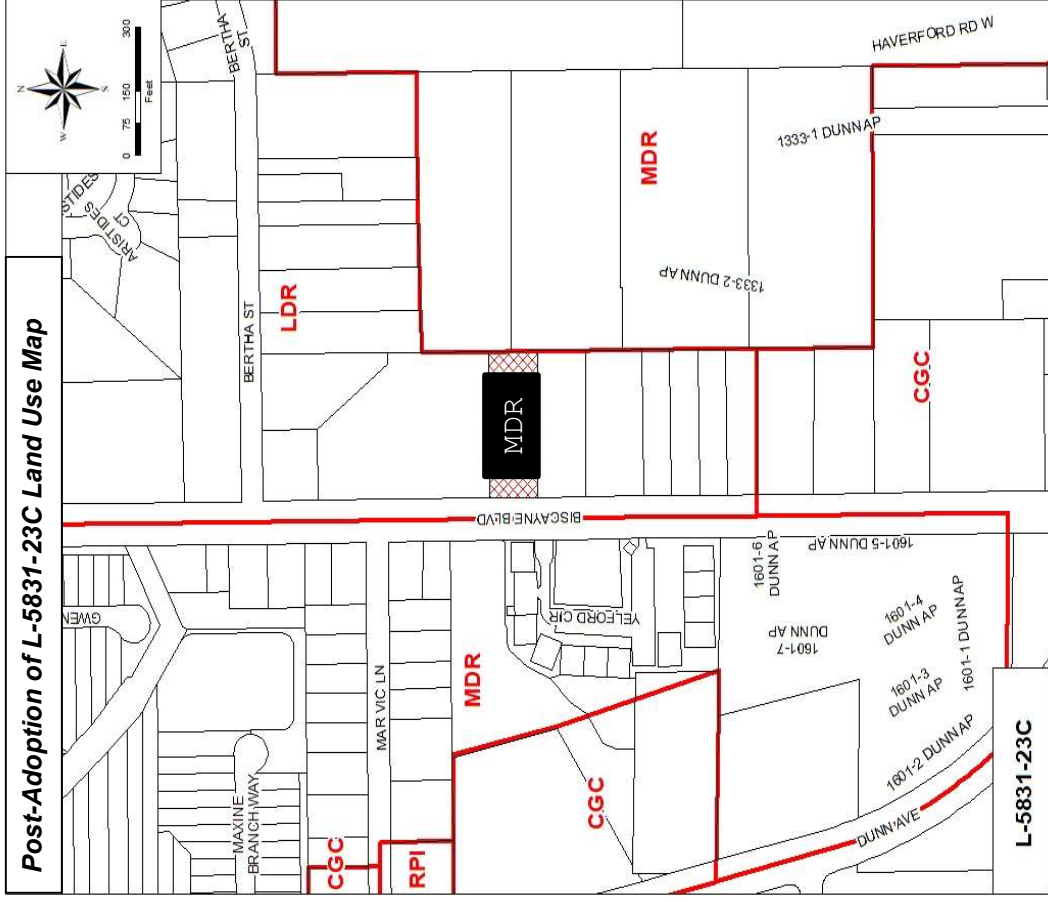 Post-Adoption of L-5831-23C Land Use Map
N
W
E
S
0 75 150 300
Feet
BERTHA
ST
STIDES
ARISTIDES
CT
HAVERFORD RD W
BERTHA ST
LDR
MDR
1333-1 DUNN AP
1333-2 DUNN AP
MDR
CGC
BISCAYNE BLVD
GWEN
MAR VIC LN
MAXINE
BRANCH WAY
CGC
RPI
MDR
YELFORD CIR
CGC
1601-6
DUNN AP
1601-5 DUNN AP
1601-7
DUNN AP
1601-4
DUNN AP
1601-3
DUNN AP
1601-1 DUNN AP
1601-2 DUNN AP
DUNN AVE
L-5831-23C